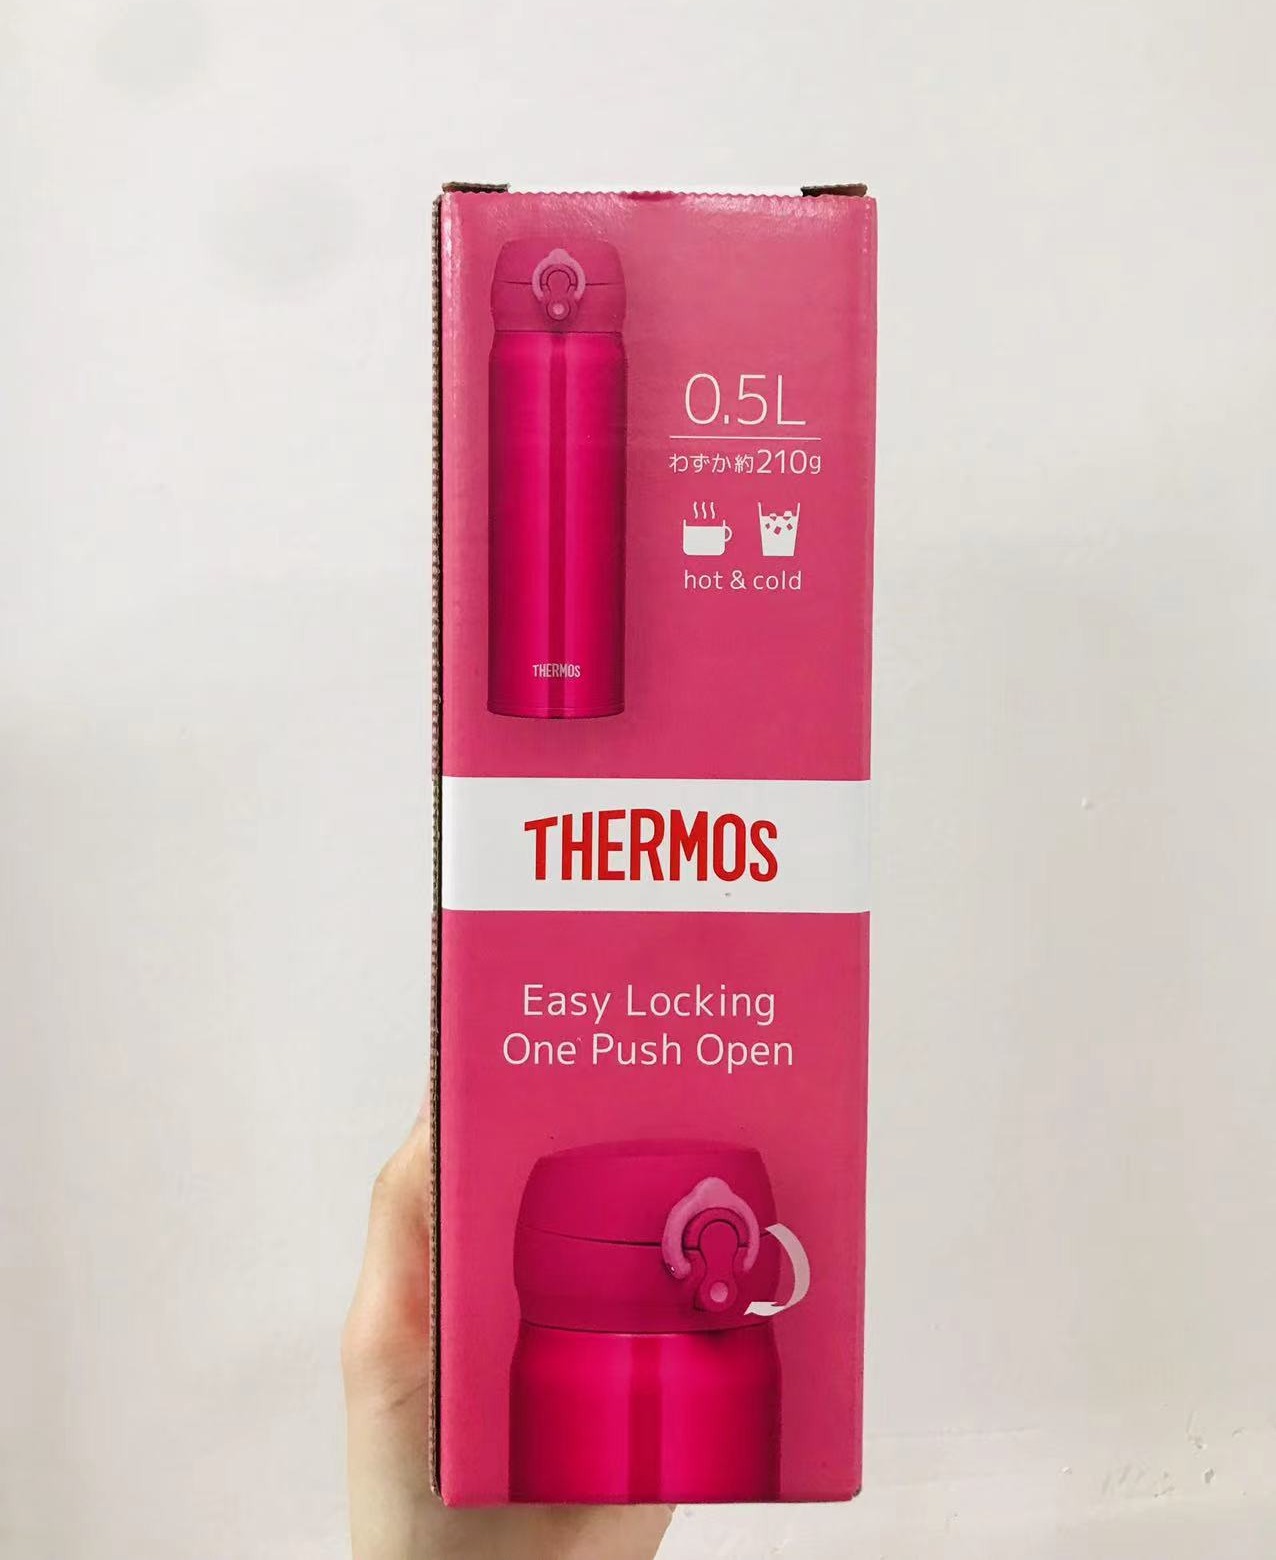 0.5L
わずか約210g
hot & cold
THERMOS
THERMOS
Easy Locking
One Push Open